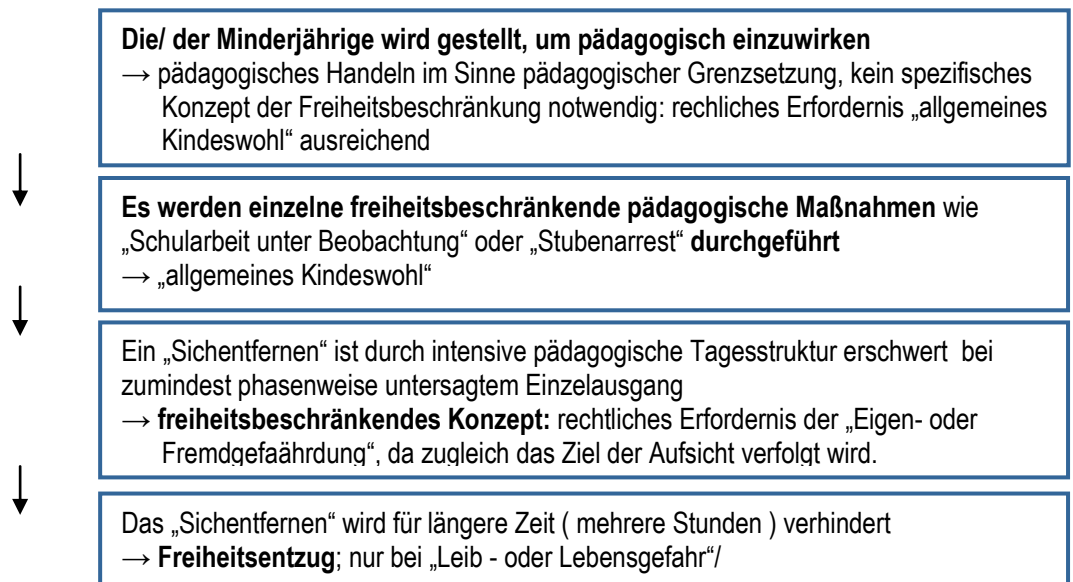 Die/ der Minderjährige wird gestellt, um pädagogisch einzuwirken
→ pädagogisches Handeln im Sinne pädagogischer Grenzsetzung, kein spezifisches
Konzept der Freiheitsbeschränkung notwendig: rechliches Erfordernis „allgemeines
Kindeswohl“ ausreichend
Es werden einzelne freiheitsbeschränkende pädagogische Maßnahmen wie
„Schularbeit unter Beobachtung“ oder „Stubenarrest“ durchgeführt
→ „allgemeines Kindeswohl“
Ein „Sichentfernen“ ist durch intensive pädagogische Tagesstruktur erschwert bei
zumindest phasenweise untersagtem Einzelausgang
→ freiheitsbeschränkendes Konzept: rechtliches Erfordernis der „Eigen- oder
Fremdgefaährdung“, da zugleich das Ziel der Aufsicht verfolgt wird.
Das „Sichentfernen“ wird für längere Zeit ( mehrere Stunden ) verhindert
→ Freiheitsentzug; nur bei „Leib - oder Lebensgefahr“/